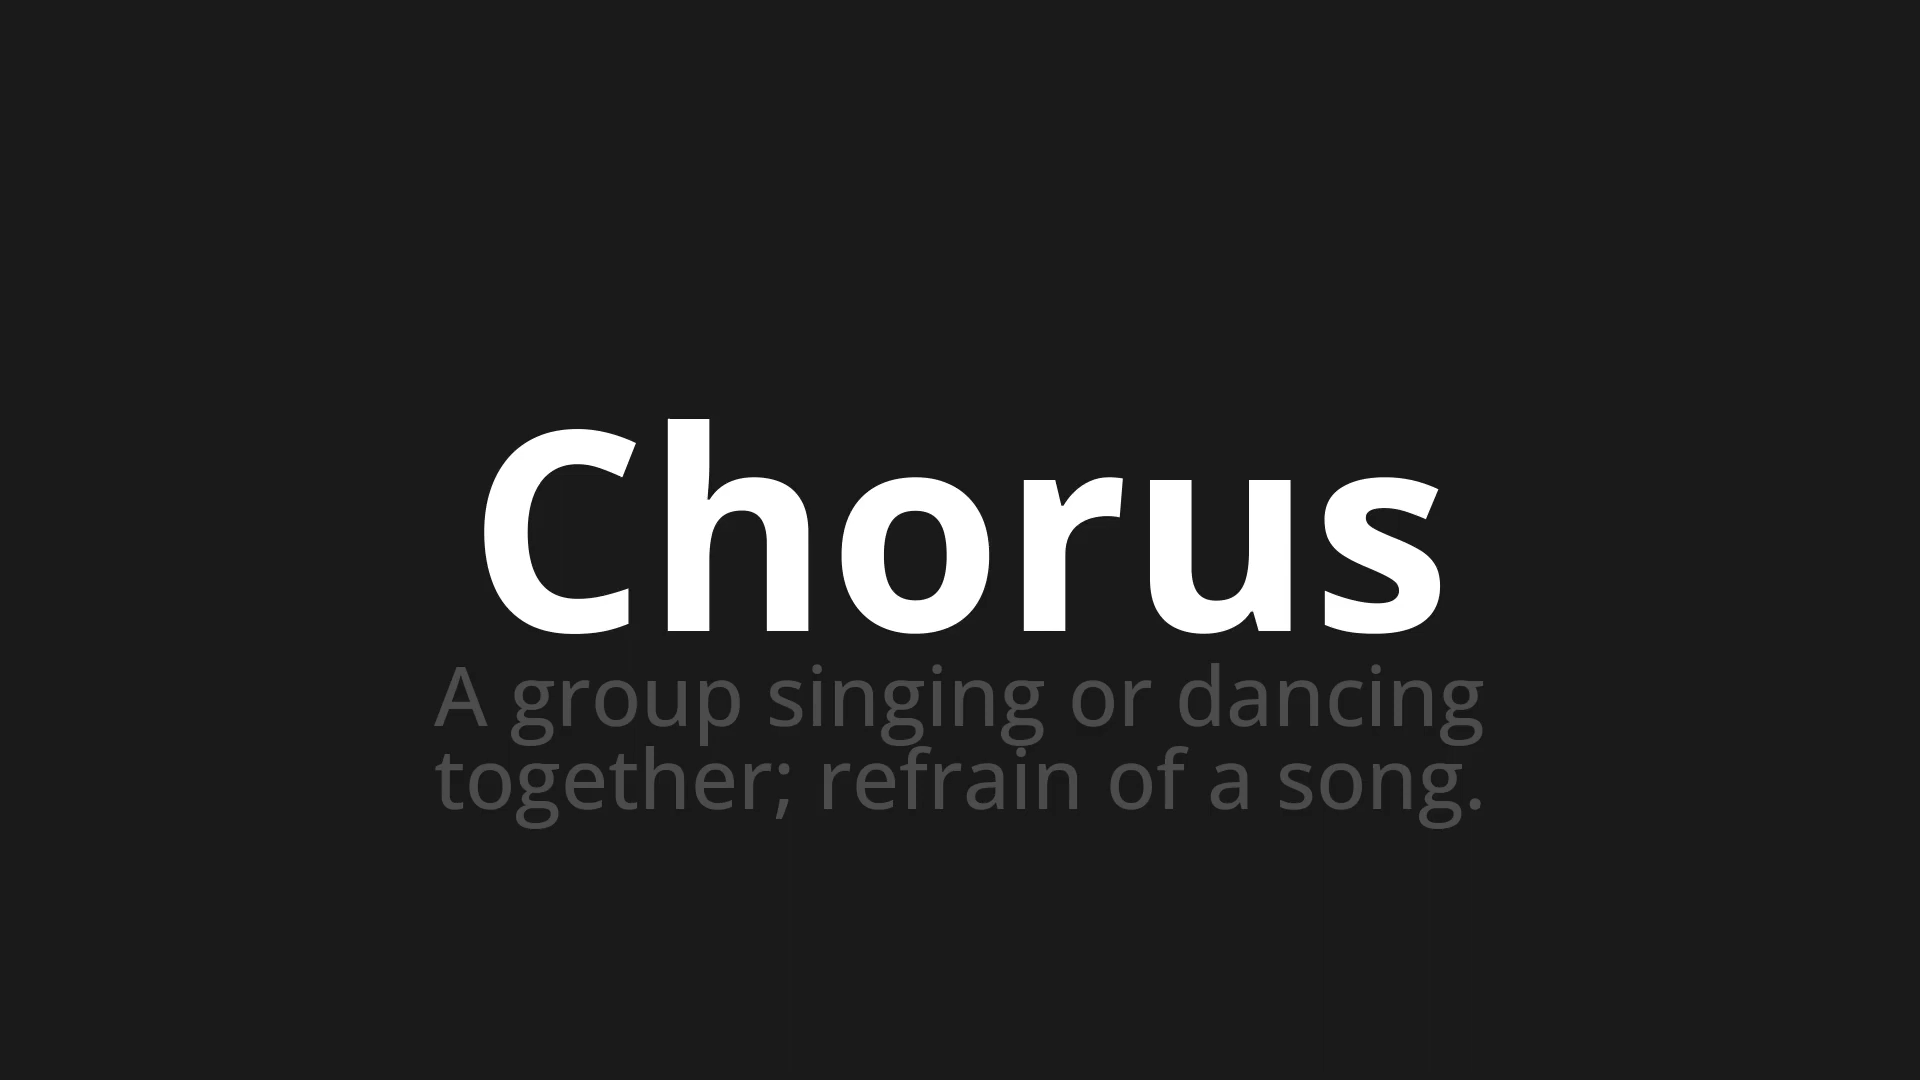 Chorus
A group singing or dancing
together; refrain of a song.